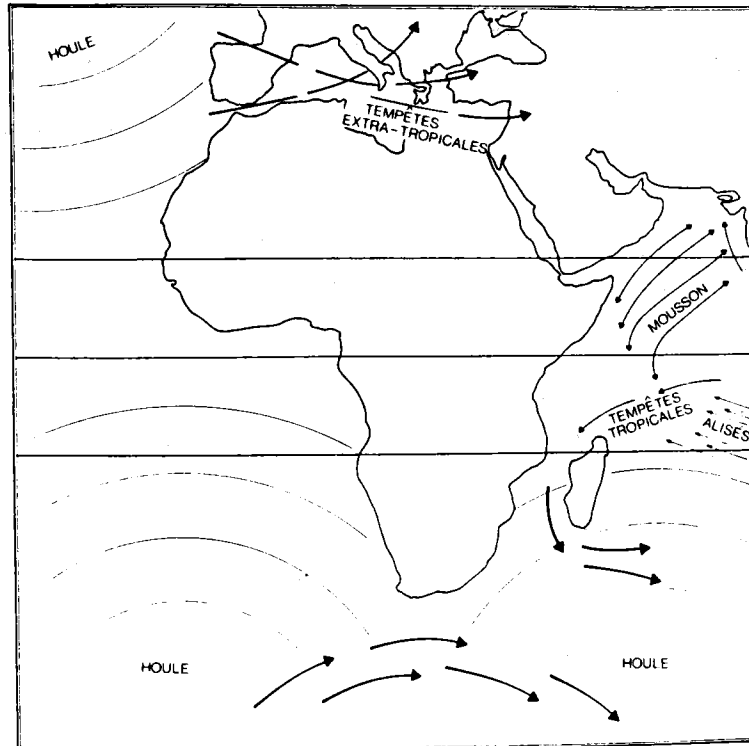 HOULE
TEMPÊTES
EXTRA-TROPICALES
MOUSSON
TEMPÊTES
TROPICALES
ALISÉS
HOULE
HOULE